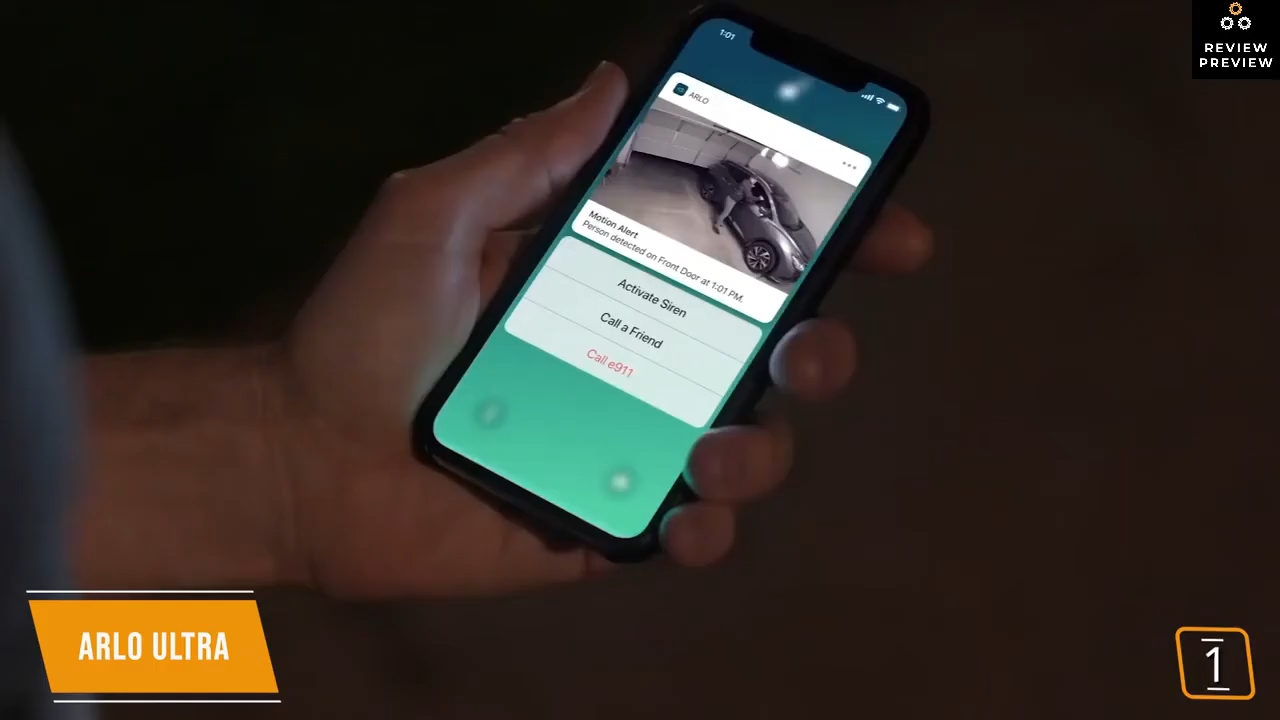 REVIEW
PREVIEW
1:01
ARLO
Motion Alert
Person detected on Front Door at 1:01 PM.
Activate Siren
Call a Friend
Call e911
ARLO ULTRA
1